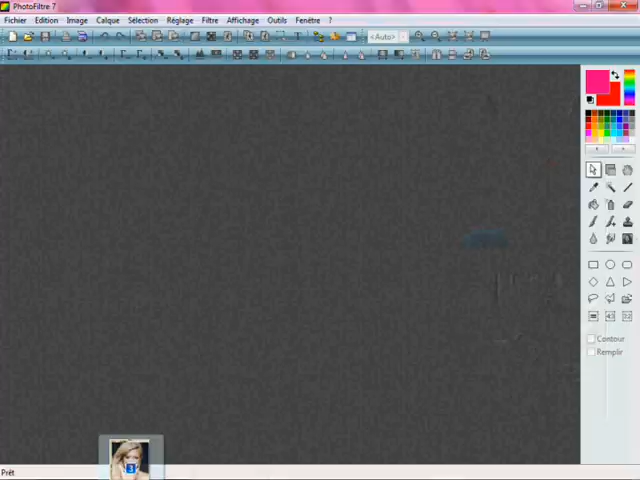 PhotoFiltre 7
Fichier Edition Image Calque Sélection Réglage Filtre Affichage Outils Fenêtre ?
<Auto>
Contour
Remplir
Prêt